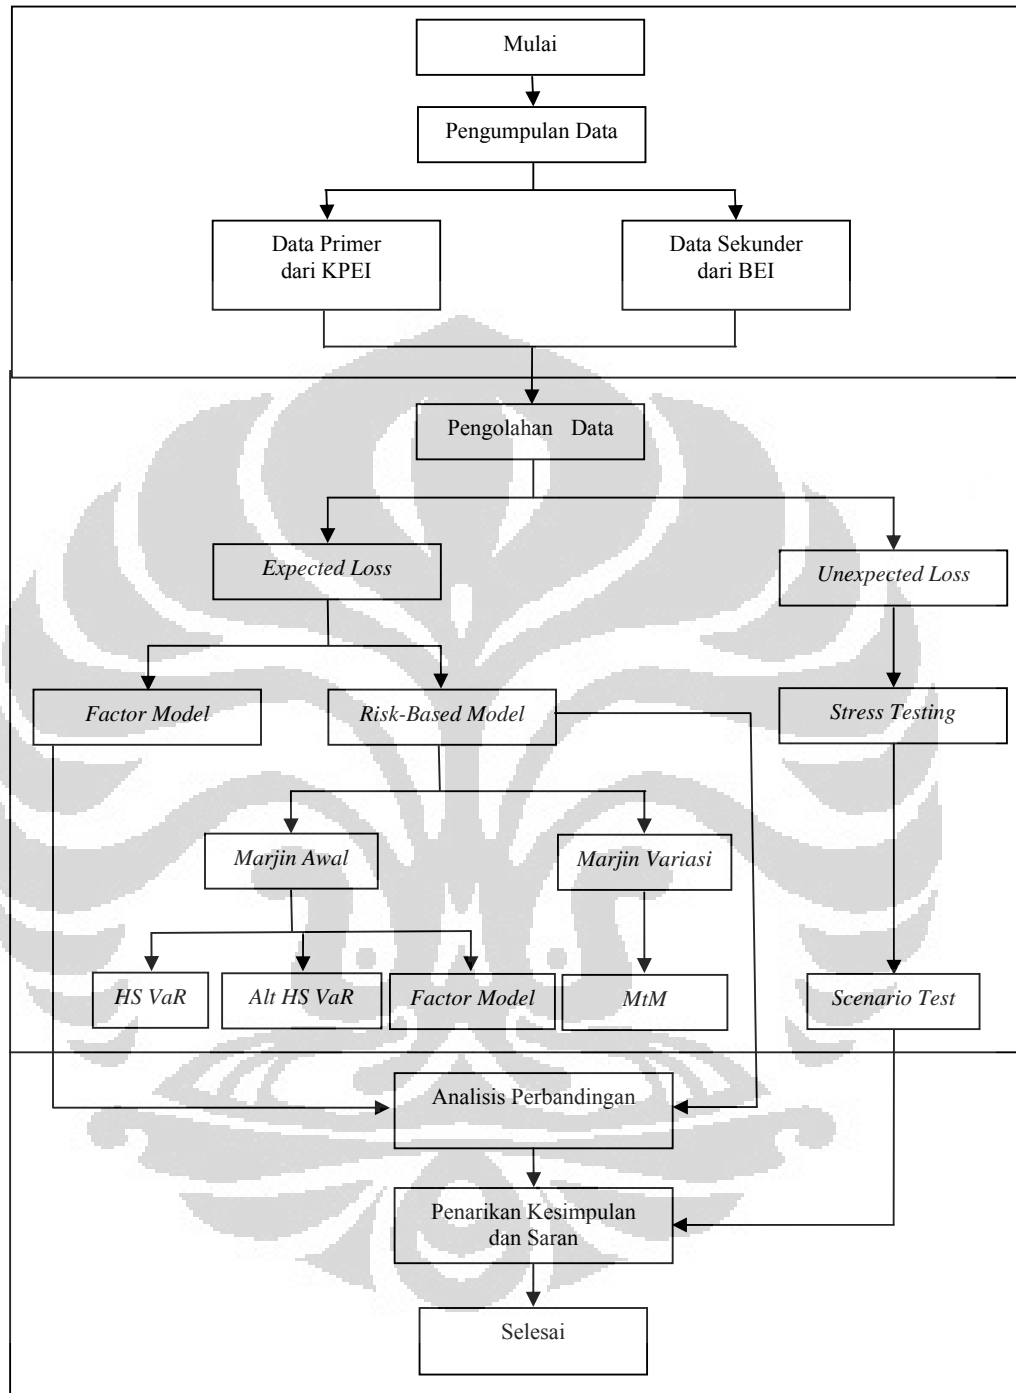 Mulai
Pengumpulan Data
Data Primer
dari KPEI
Data Sekunder
dari BEI
Pengolahan Data
Expected Loss
Unexpected Loss
Factor Model
Risk-Based Model
Stress Testing
Marjin Awal
Marjin Variasi
HS VaR
Alt HS VaR
Factor Model
MtM
Scenario Test
Analisis Perbandingan
Penarikan Kesimpulan
dan Saran
Selesai